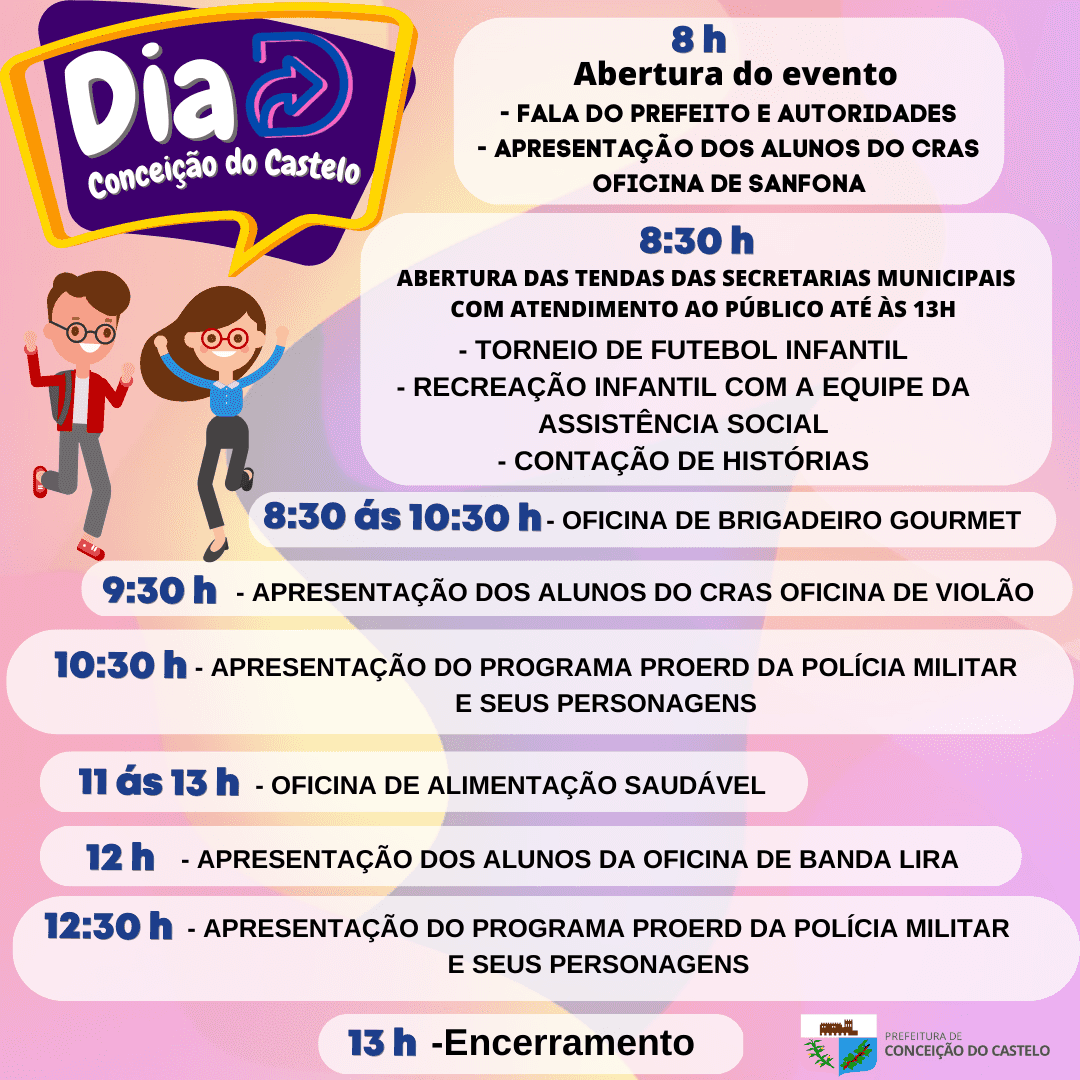 Dia D
Conceição do Castelo
8 h
Abertura do evento
- FALA DO PREFEITO E AUTORIDADES
- APRESENTAÇÃO DOS ALUNOS DO CRAS
OFICINA DE SANFONA
8:30 h
ABERTURA DAS TENDAS DAS SECRETARIAS MUNICIPAIS
COM ATENDIMENTO AO PÚBLICO ATÉ ÀS 13H
- TORNEIO DE FUTEBOL INFANTIL
- RECREAÇÃO INFANTIL COM A EQUIPE DA
ASSISTÊNCIA SOCIAL
- CONTAÇÃO DE HISTÓRIAS
8:30 ás 10:30 h - OFICINA DE BRIGADEIRO GOURMET
9:30 h - APRESENTAÇÃO DOS ALUNOS DO CRAS OFICINA DE VIOLÃO
10:30 h - APRESENTAÇÃO DO PROGRAMA PROERD DA POLÍCIA MILITAR
E SEUS PERSONAGENS
11 ás 13 h - OFICINA DE ALIMENTAÇÃO SAUDÁVEL
12 h - APRESENTAÇÃO DOS ALUNOS DA OFICINA DE BANDA LIRA
12:30 h - APRESENTAÇÃO DO PROGRAMA PROERD DA POLÍCIA MILITAR
E SEUS PERSONAGENS
13 h -Encerramento
PREFEITURA DE
CONCEIÇÃO DO CASTELO